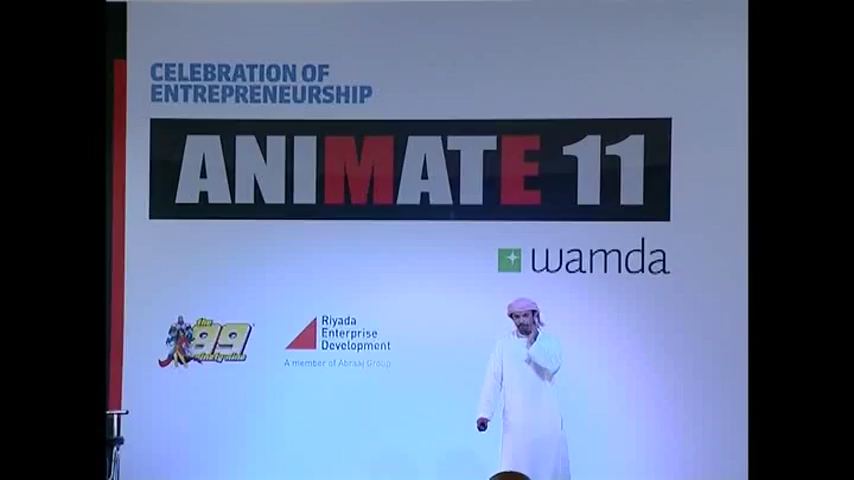 CELEBRATION OF
ENTREPRENEURSHIP
ANIMATE 11
wamda
the
99
Riyada
Enterprise
Development
A member of Abraaj Group